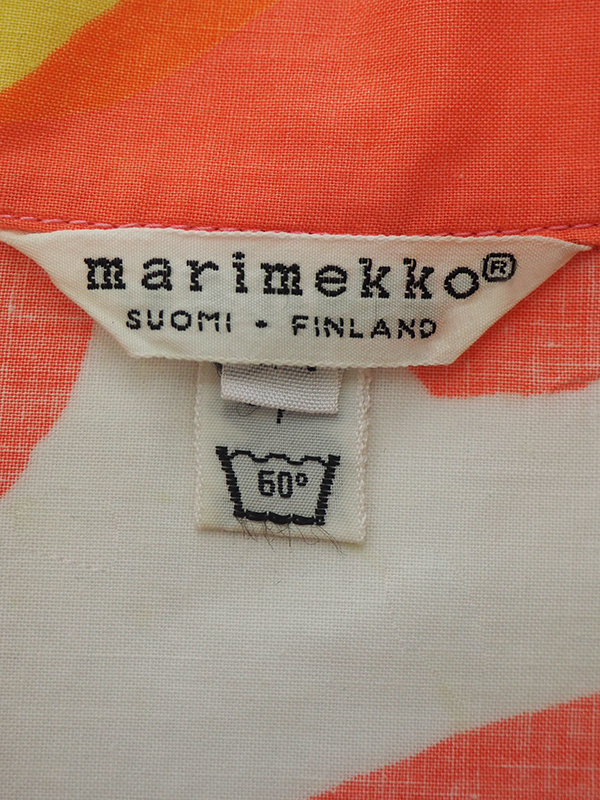 marimekko®
SUOMI • FINLAND
60°